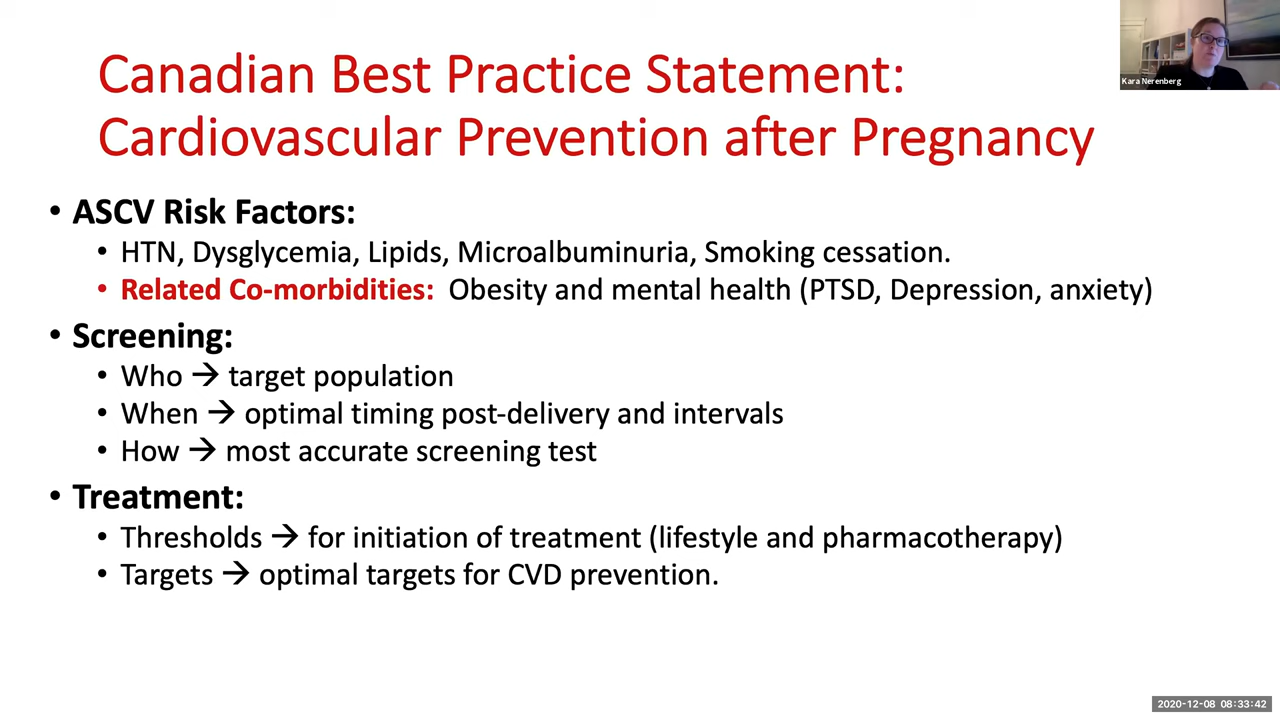 Canadian Best Practice Statement:
Cardiovascular Prevention after Pregnancy
Kara Nerenberg
• ASCV Risk Factors:
• HTN, Dysglycemia, Lipids, Microalbuminuria, Smoking cessation.
• Related Co-morbidities: Obesity and mental health (PTSD, Depression, anxiety)
• Screening:
• Who → target population
• When → optimal timing post-delivery and intervals
• How → most accurate screening test
• Treatment:
• Thresholds → for initiation of treatment (lifestyle and pharmacotherapy)
• Targets → optimal targets for CVD prevention.
2020-12-08 08:33:42